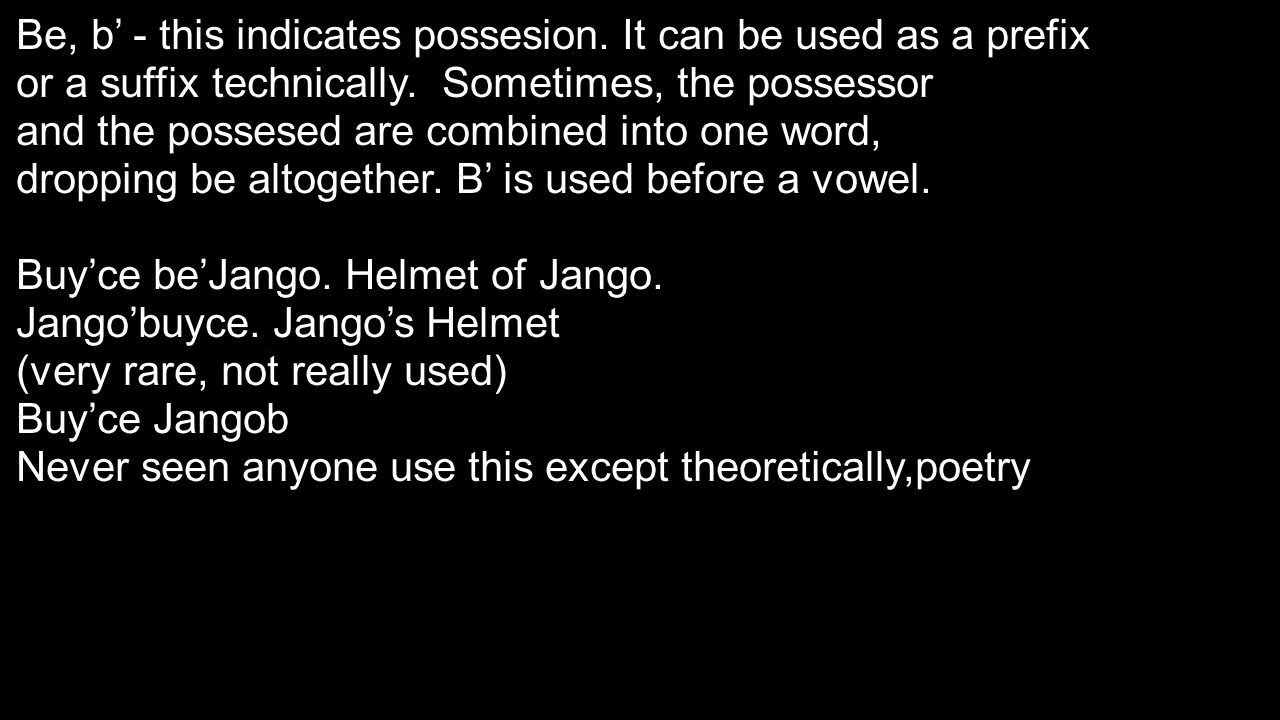 Be, b’ - this indicates possesion. It can be used as a prefix
or a suffix technically.  Sometimes, the possessor
and the possesed are combined into one word,
dropping be altogether. B’ is used before a vowel.
Buy’ce be’Jango. Helmet of Jango.
Jango’buyce. Jango’s Helmet
(very rare, not really used)
Buy’ce Jangob
Never seen anyone use this except theoretically,poetry